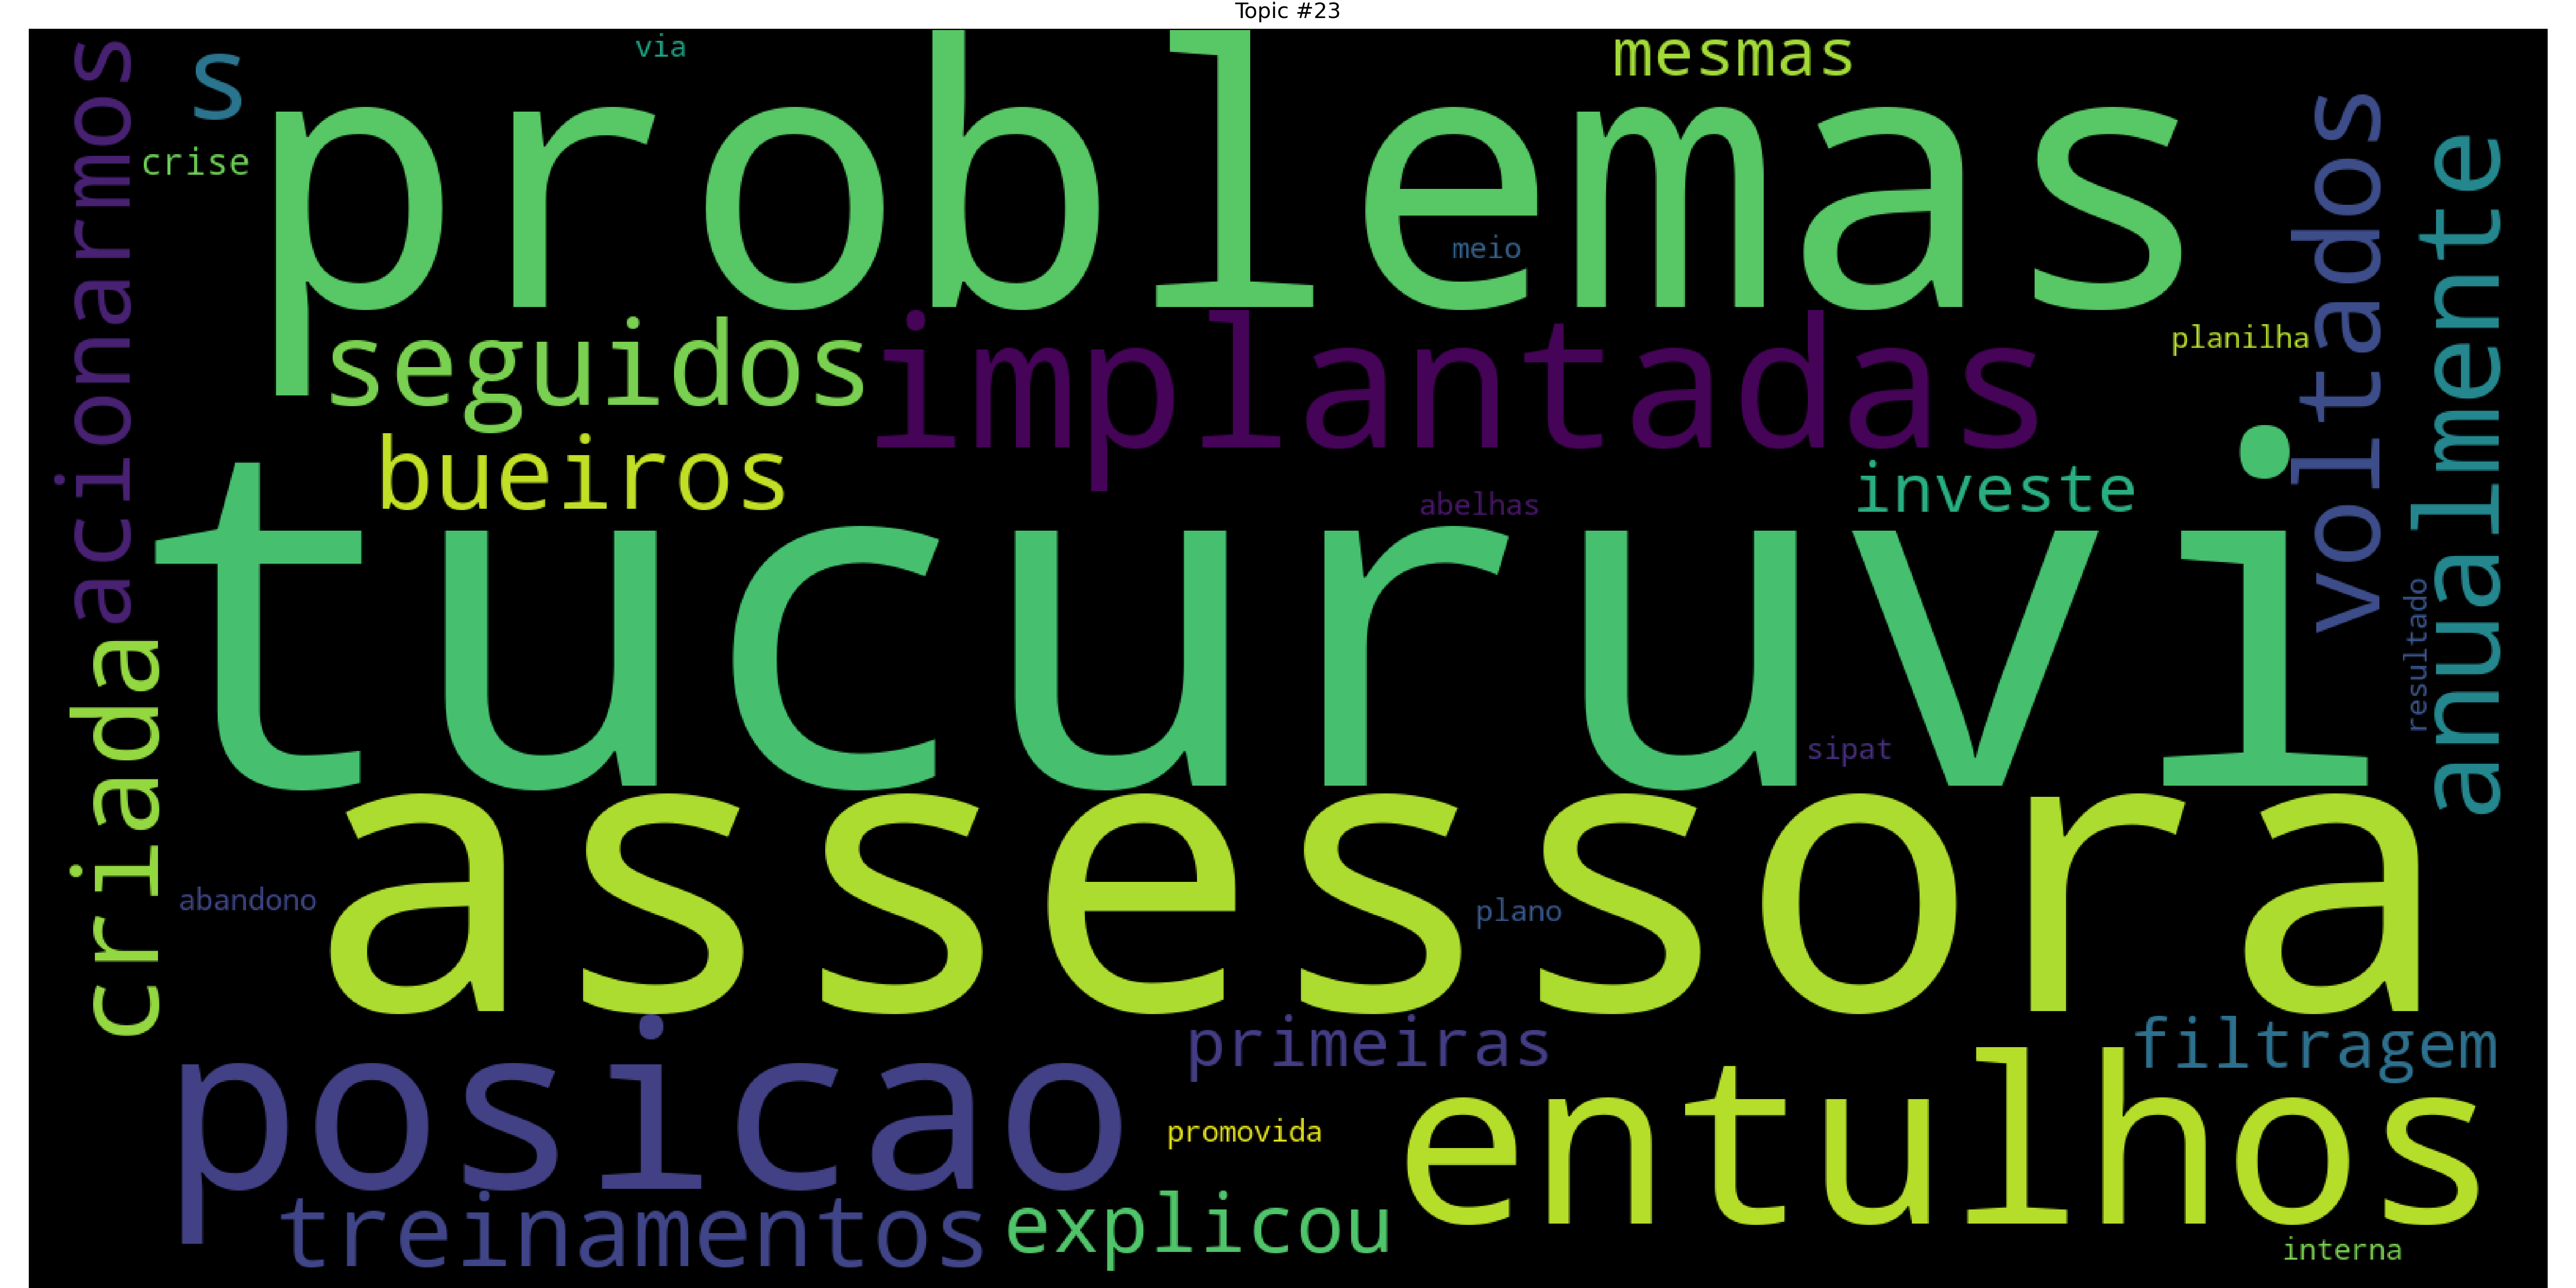 Topic #23
via
mesmas
s
problemas
crise
acionarmos
voltados
anualmente
meio
seguidos
implantadas
planilha
bueiros
investe
abelhas
tucuruvi
resultado
sipat
criada
assessora
abandono
plano
primeiras
filtragem
posicao
entulhos
promovida
treinamentos
explicou
interna